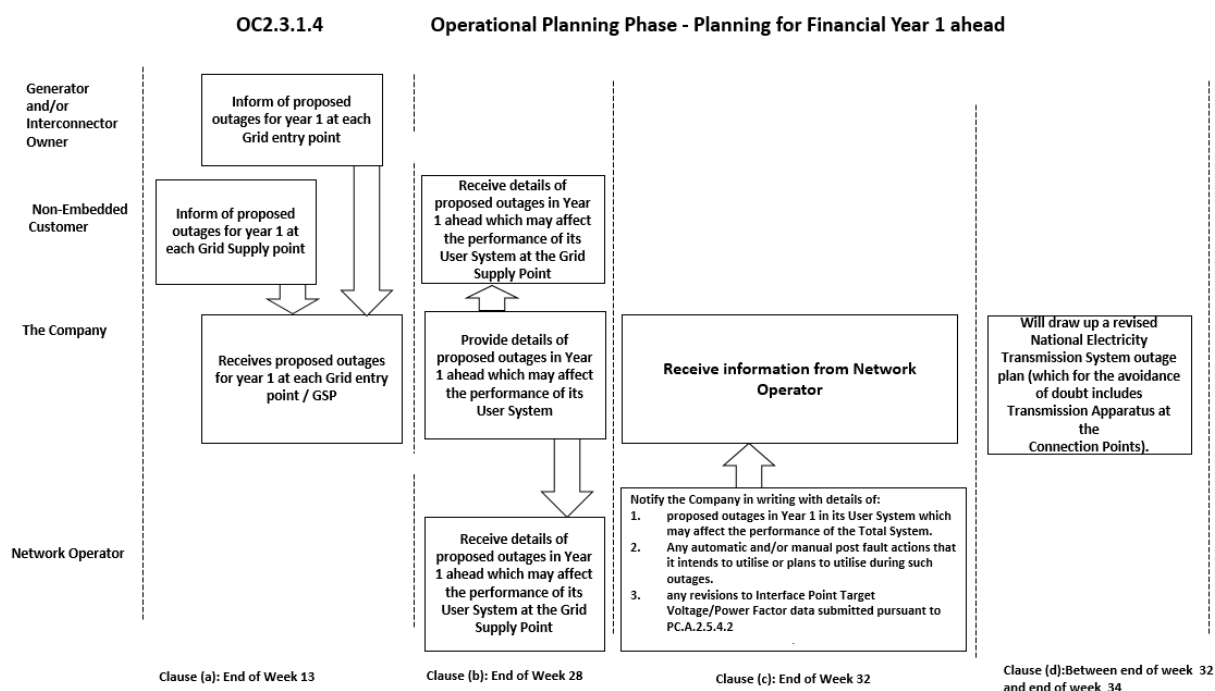 OC2.3.1.4 Operational Planning Phase - Planning for Financial Year 1 ahead
Generator
and/or
Interconnector
Owner
Inform of proposed
outages for year 1 at each
Grid entry point
Non-Embedded
Customer
Inform of proposed
outages for year 1 at
each Grid Supply point
Receive details of
proposed outages in Year
1 ahead which may affect
the performance of its
User System at the Grid
Supply Point
The Company
Receives proposed outages
for year 1 at each Grid entry
point / GSP
Provide details of
proposed outages in Year
1 ahead which may affect
the performance of its
User System
Receive information from Network
Operator
Will draw up a revised
National Electricity
Transmission System outage
plan (which for the avoidance
of doubt includes
Transmission Apparatus at
the
Connection Points).
Network Operator
Receive details of
proposed outages in Year
1 ahead which may affect
the performance of its
User System at the Grid
Supply Point
Notify the Company in writing with details of:
1. proposed outages in Year 1 in its User System which
may affect the performance of the Total System.
2. Any automatic and/or manual post fault actions that
it intends to utilise or plans to utilise during such
outages.
3. any revisions to Interface Point Target
Voltage/Power Factor data submitted pursuant to
PC.A.2.5.4.2
.
Clause (a): End of Week 13
Clause (b): End of Week 28
Clause (c): End of Week 32
Clause (d):Between end of week 32
and end of week 34